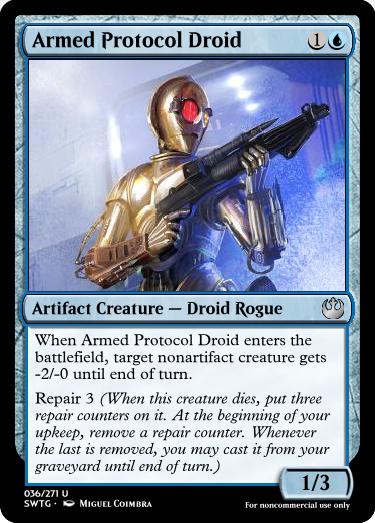 Armed Protocol Droid 1
Artifact Creature — Droid Rogue
When Armed Protocol Droid enters the
battlefield, target nonartifact creature gets
-2/-0 until end of turn.
Repair 3 (When this creature dies, put three
repair counters on it. At the beginning of your
upkeep, remove a repair counter. Whenever
the last is removed, you may cast it from your
graveyard until end of turn.)
1/3
036/271 U
SWTG · Miguel Coimbra
For noncommercial use only